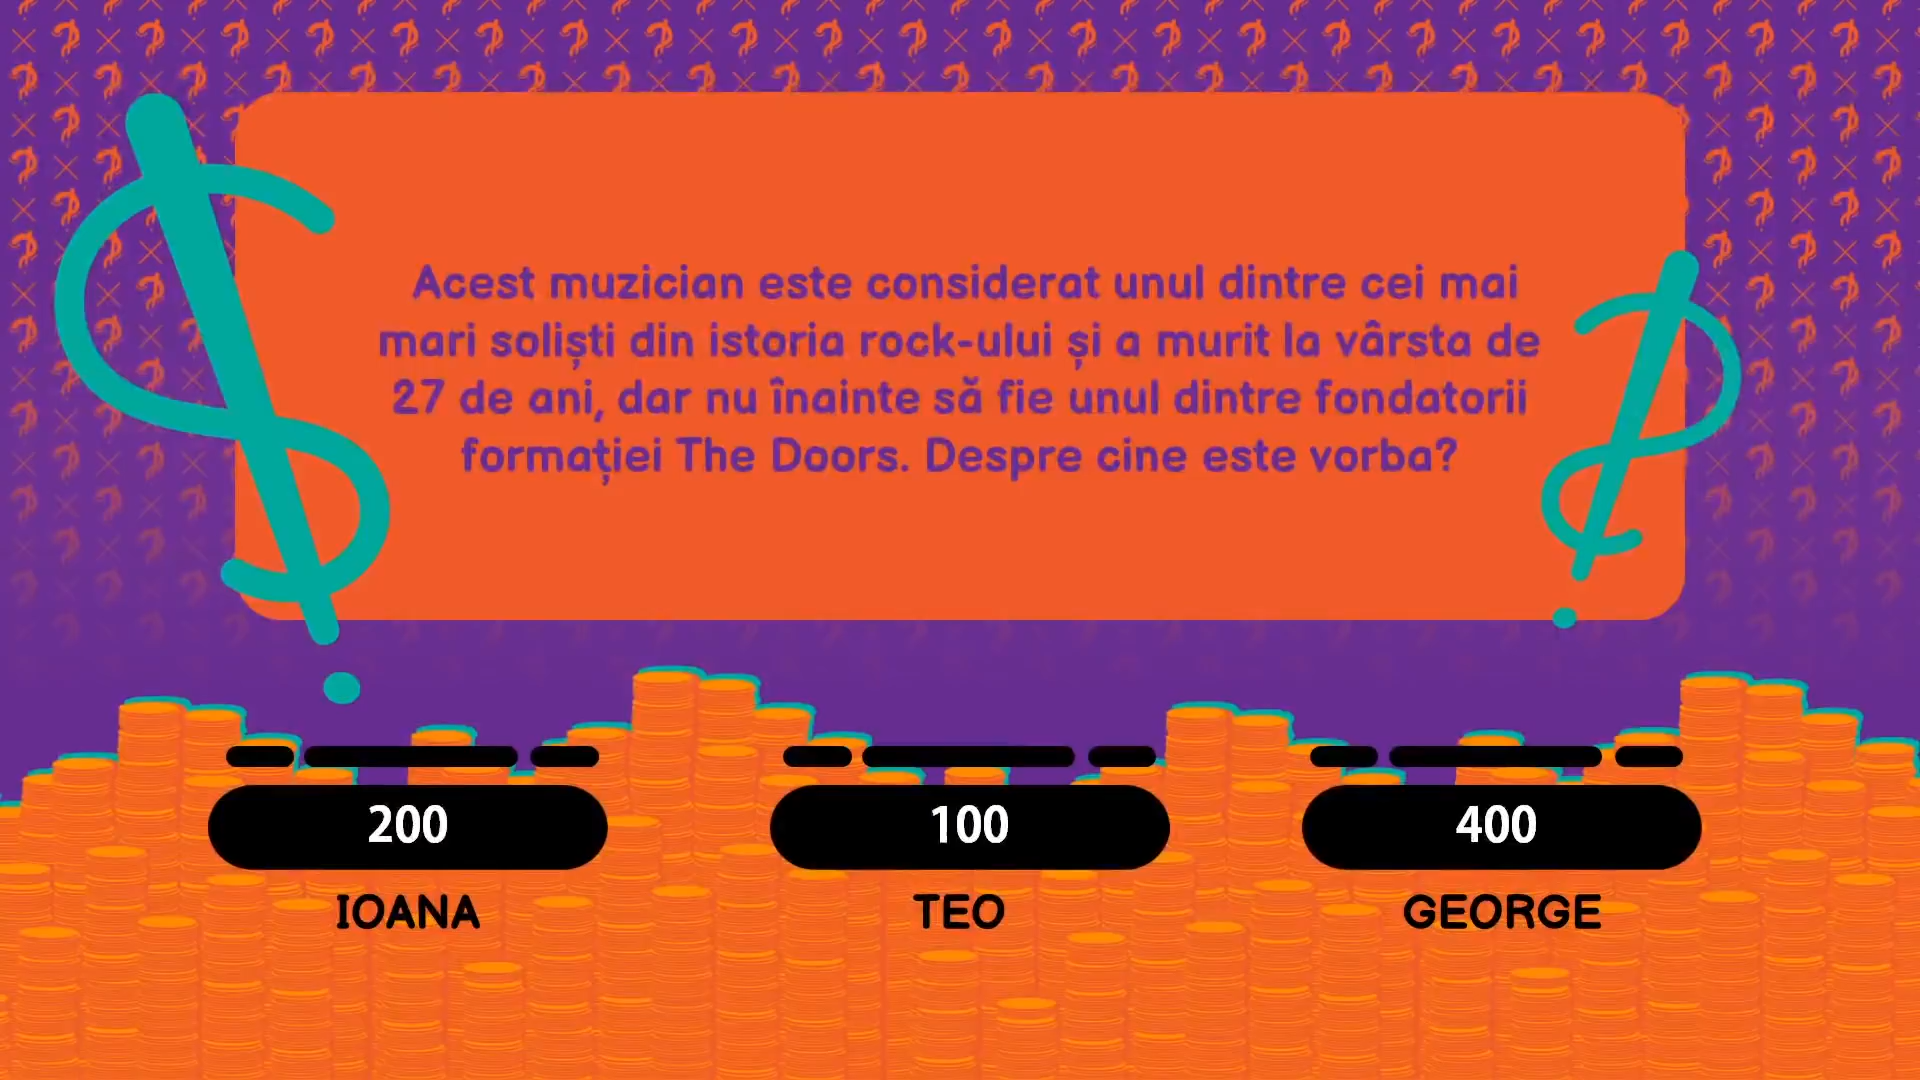 Acest muzician este considerat unul dintre cei mai
mari soliști din istoria rock-ului și a murit la vârsta de
27 de ani, dar nu înainte să fie unul dintre fondatorii
formației The Doors. Despre cine este vorba?
200
100
400
IOANA
TEO
GEORGE